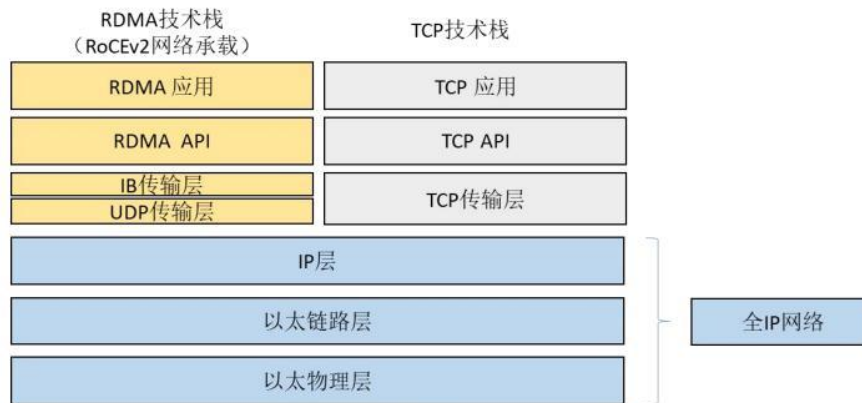 RDMA技术栈
（RoCEv2网络承载）
TCP技术栈
RDMA 应用
TCP 应用
RDMA API
TCP API
IB传输层
UDP传输层
TCP传输层
IP层
以太链路层
全IP网络
以太物理层